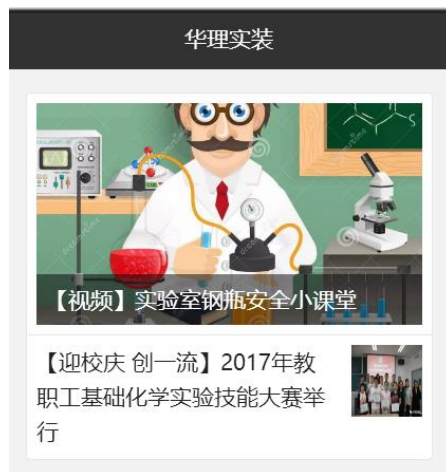 华理实装
【视频】实验室钢瓶安全小课堂
【迎校庆 创一流】2017年教
职工基础化学实验技能大赛举
行